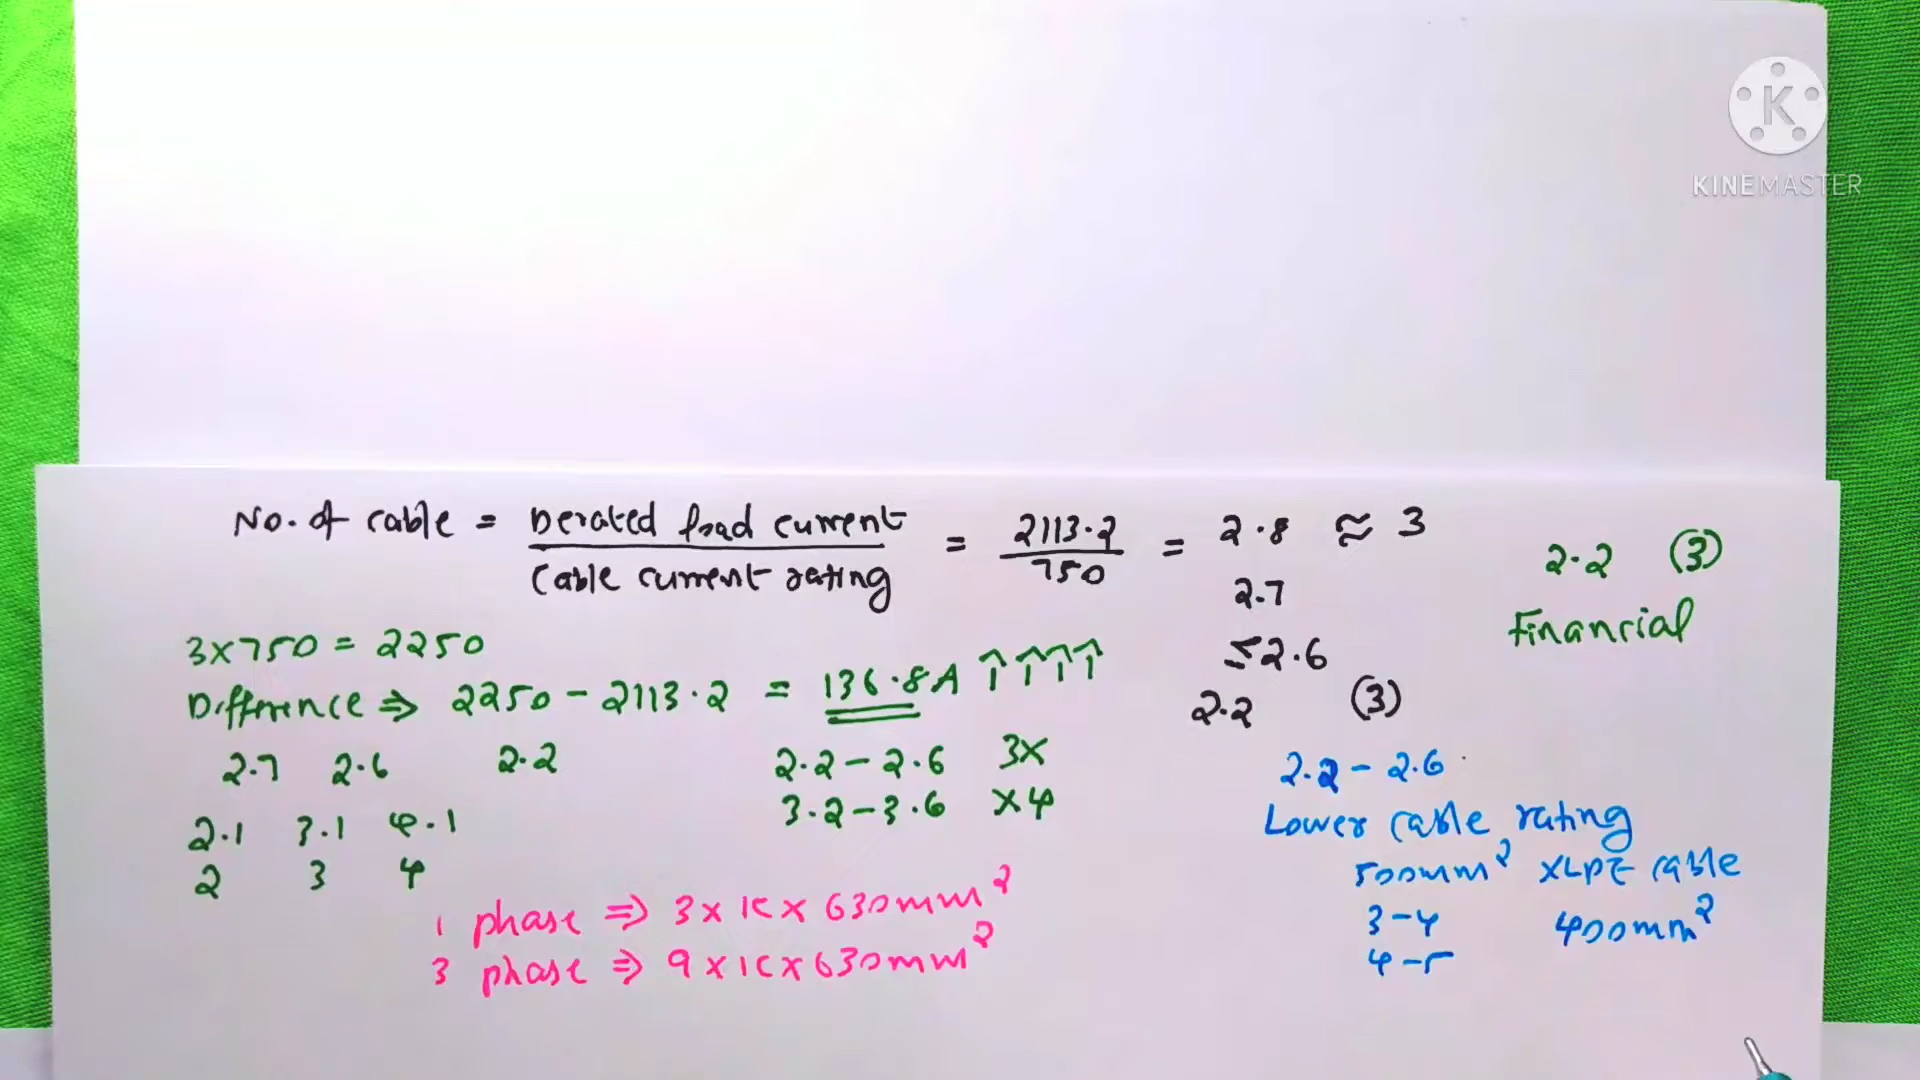 K
KINEMASTER
No. of cable = Derated load current / Cable current rating = 2113.2 / 750 = 2.8 ≈ 3
2.7
≤2.6
2.2 (3)
2.2 (3)
Financial
3x750 = 2250
Difference ⇒ 2250 - 2113.2 = 136.8A ↑↑↑↑
2.7 2.6 2.2
2.1 3.1 4.1
2 3 4
2.2 - 2.6 3x
3.2 - 3.6 x4
1 phase ⇒ 3 x 1C x 630mm²
3 phase ⇒ 9 x 1C x 630mm²
2.2 - 2.6
Lower cable rating
500mm² XLPE cable
3-4 400mm²
4-5